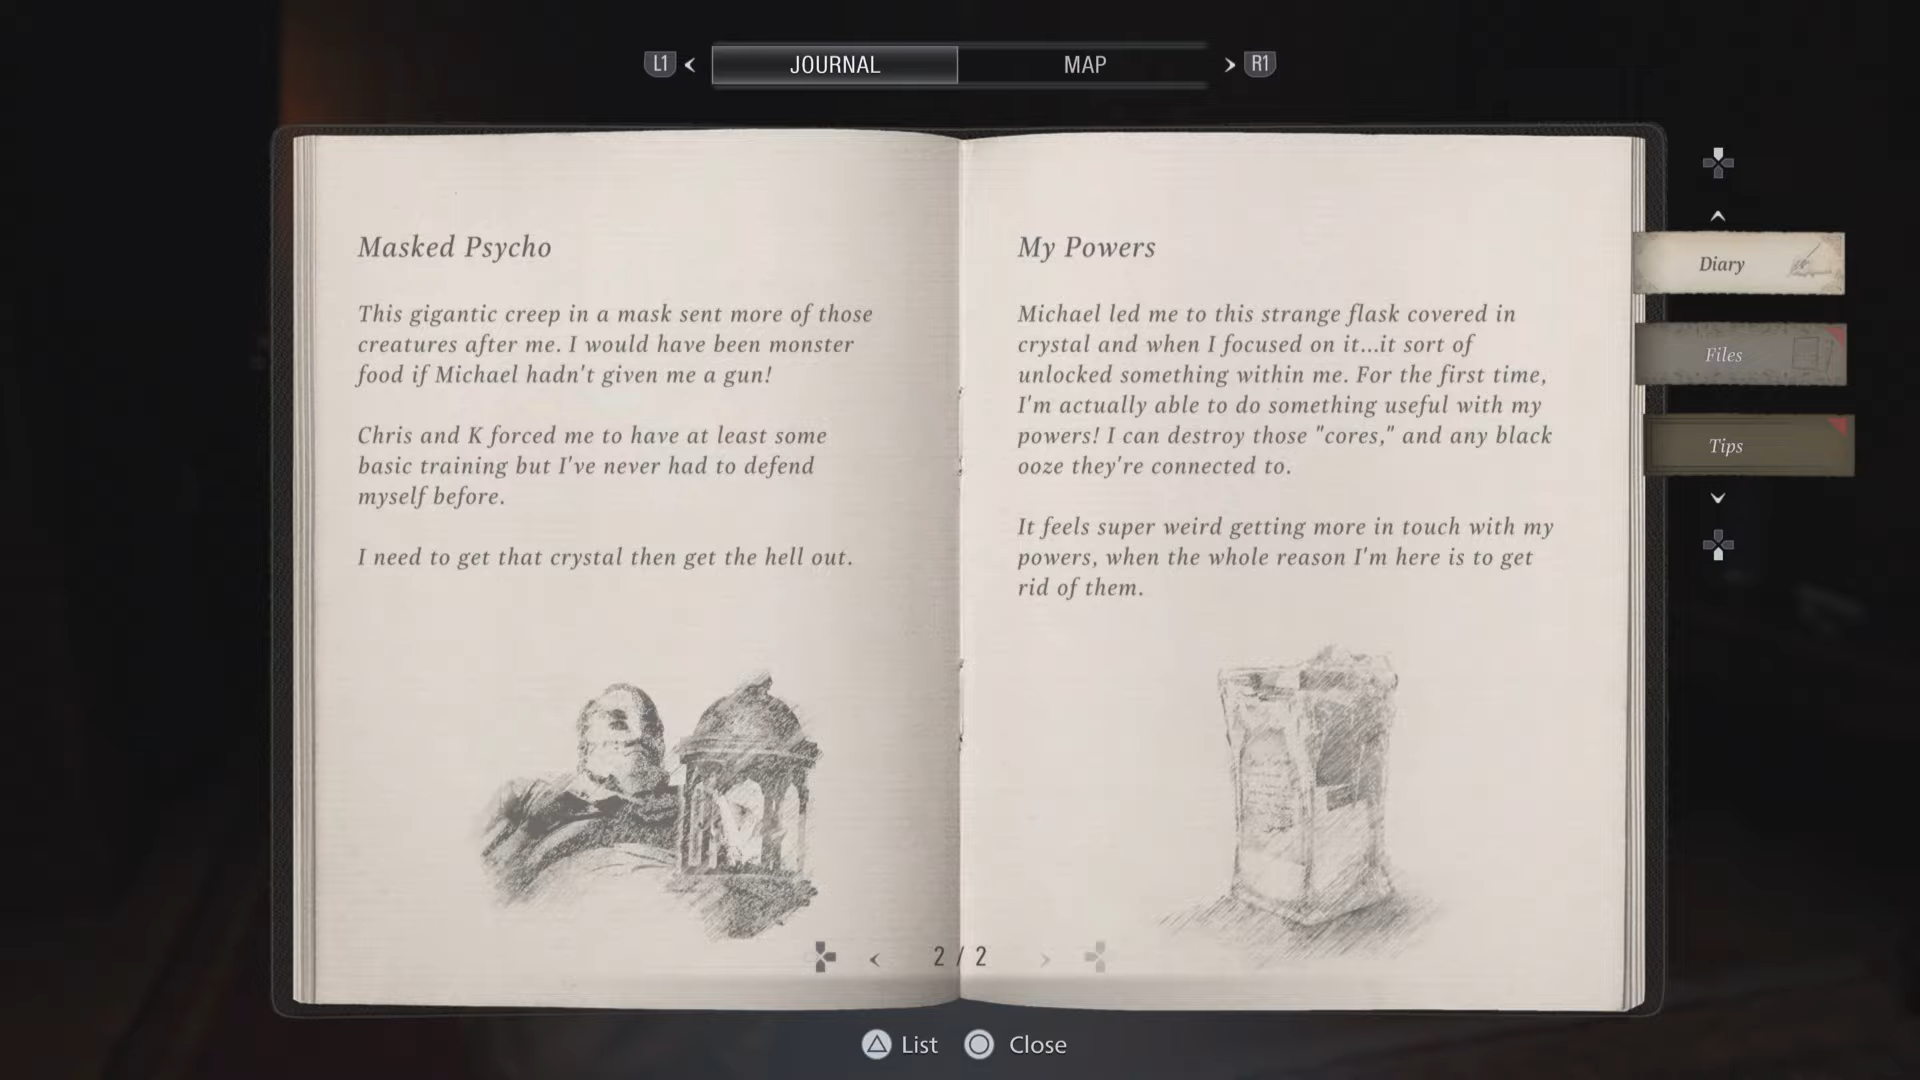 L1 JOURNAL MAP R1
Masked Psycho
This gigantic creep in a mask sent more of those
creatures after me. I would have been monster
food if Michael hadn't given me a gun!
Chris and K forced me to have at least some
basic training but I've never had to defend
myself before.
I need to get that crystal then get the hell out.
My Powers
Michael led me to this strange flask covered in
crystal and when I focused on it...it sort of
unlocked something within me. For the first time,
I'm actually able to do something useful with my
powers! I can destroy those "cores," and any black
ooze they're connected to.
It feels super weird getting more in touch with my
powers, when the whole reason I'm here is to get
rid of them.
Diary
Files
Tips
2 / 2
List Close